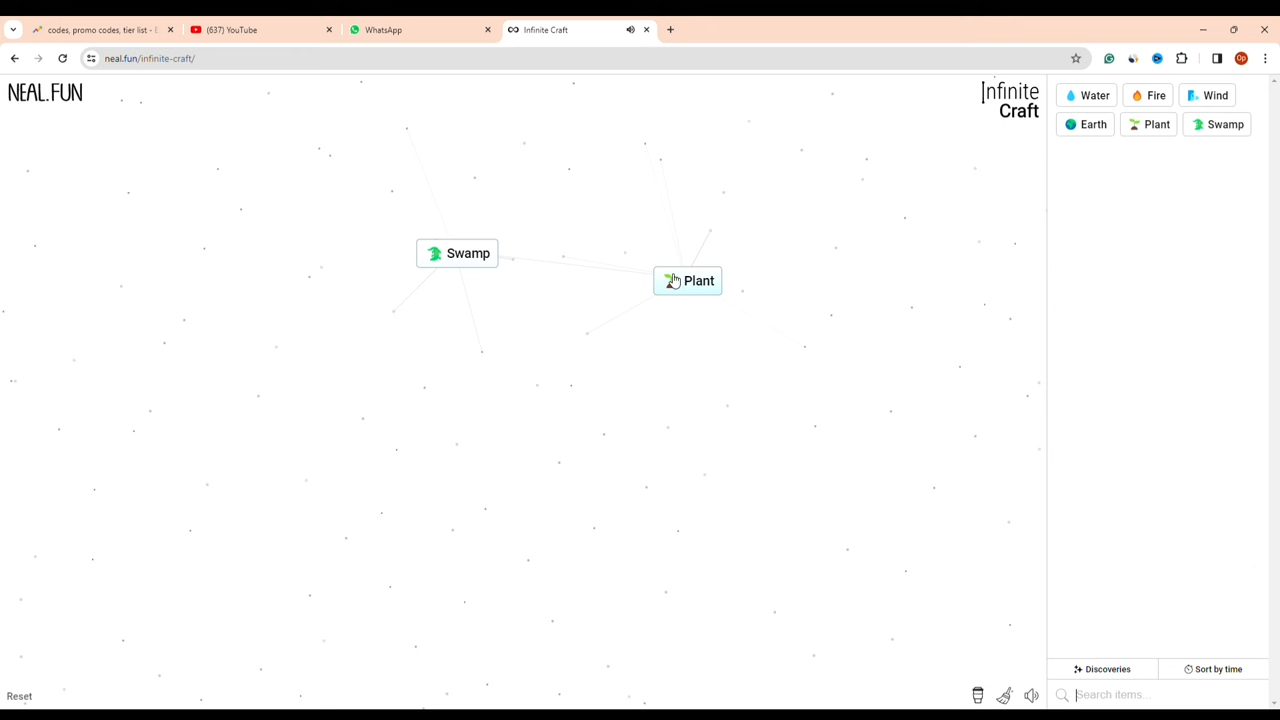 codes, promo codes, tier list - E
(637) YouTube
WhatsApp
Infinite Craft
neal.fun/infinite-craft/
Op
NEAL.FUN
Infinite
Craft
Water
Fire
Wind
Earth
Plant
Swamp
Swamp
Plant
Discoveries
Sort by time
Search items...
Reset